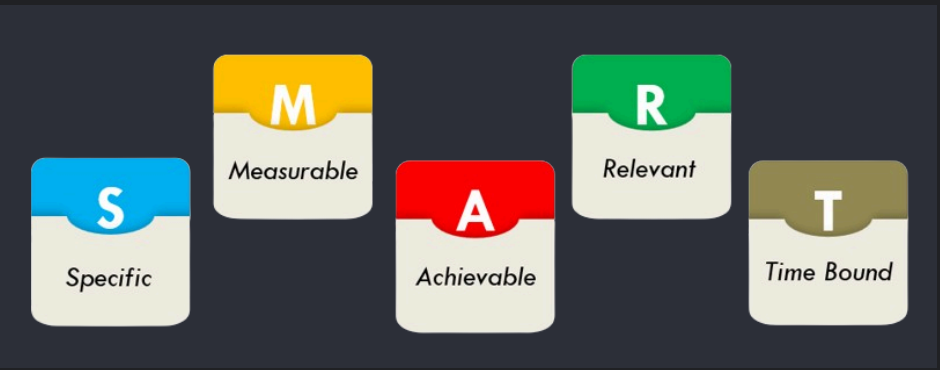 S
Specific
M
Measurable
A
Achievable
R
Relevant
T
Time Bound